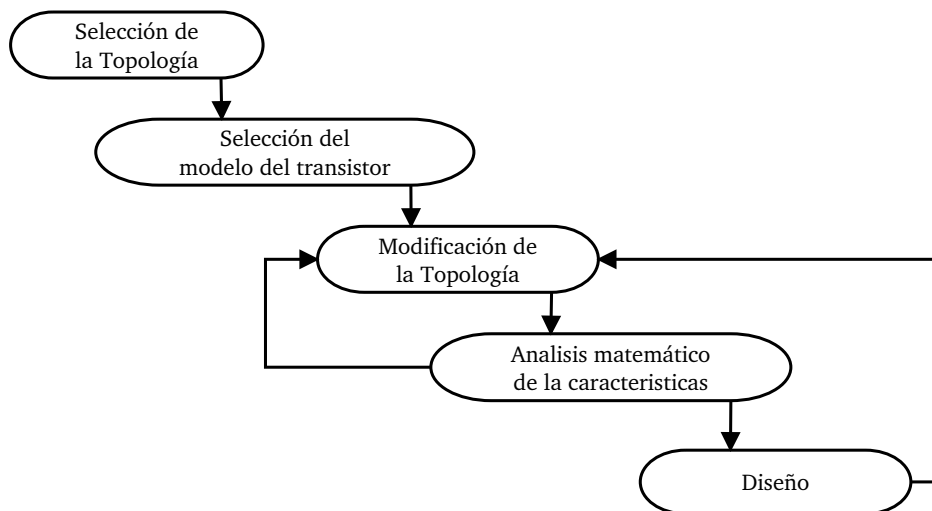 Selección de
la Topología
Selección del
modelo del transistor
Modificación de
la Topología
Analisis matemático
de la caracteristicas
Diseño